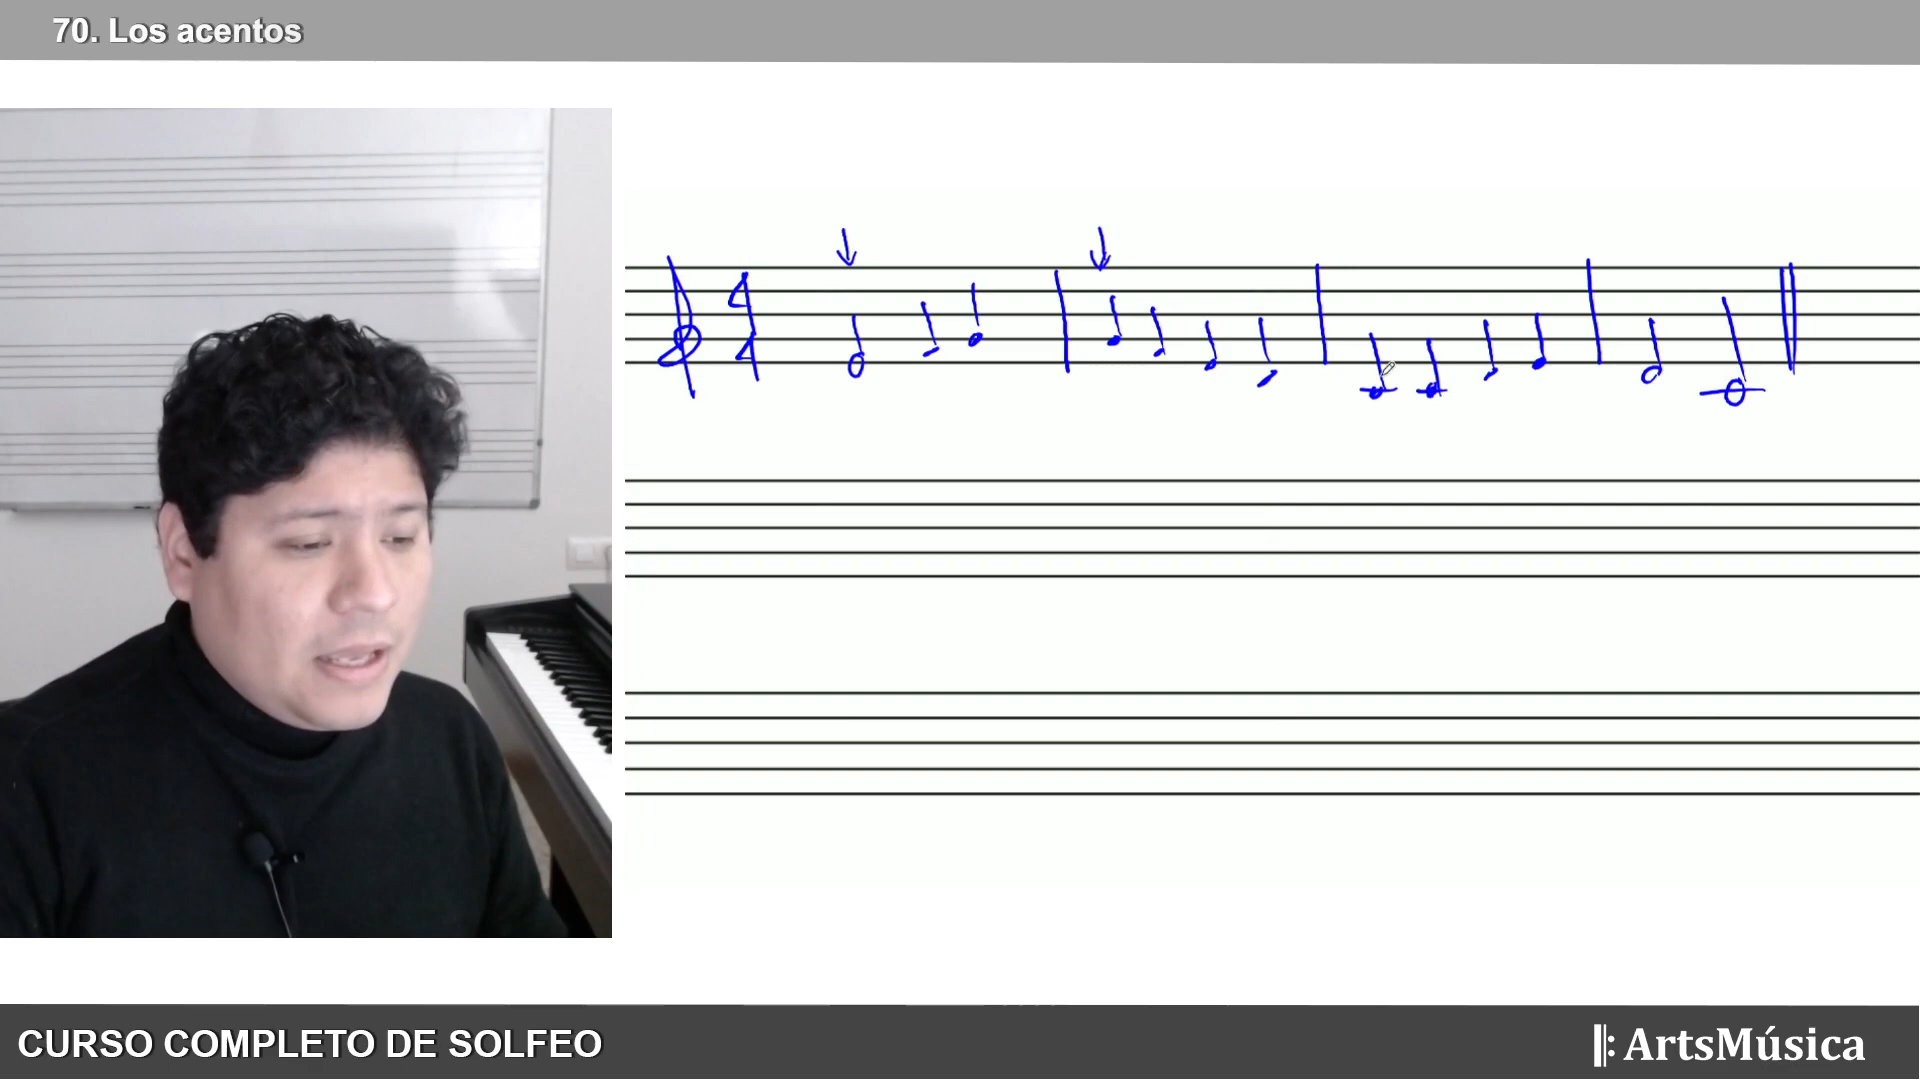 70. Los acentos
4
4
CURSO COMPLETO DE SOLFEO
ArtsMúsica